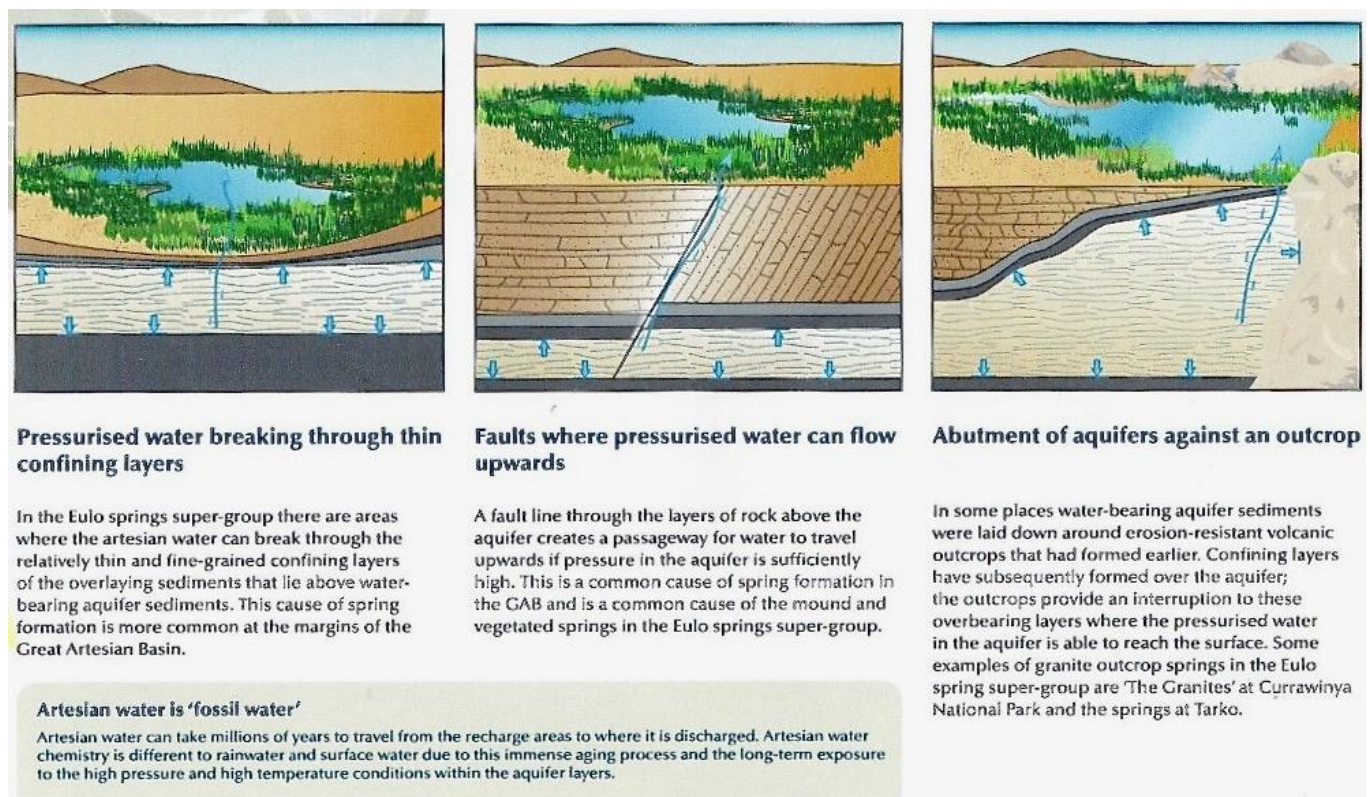 Pressurised water breaking through thin
confining layers
In the Eulo springs super-group there are areas
where the artesian water can break through the
relatively thin and fine-grained confining layers
of the overlaying sediments that lie above water-
bearing aquifer sediments. This cause of spring
formation is more common at the margins of the
Great Artesian Basin.
Faults where pressurised water can flow
upwards
A fault line through the layers of rock above the
aquifer creates a passageway for water to travel
upwards if pressure in the aquifer is sufficiently
high. This is a common cause of spring formation in
the GAB and is a common cause of the mound and
vegetated springs in the Eulo springs super-group.
Abutment of aquifers against an outcrop
In some places water-bearing aquifer sediments
were laid down around erosion-resistant volcanic
outcrops that had formed earlier. Confining layers
have subsequently formed over the aquifer;
the outcrops provide an interruption to these
overbearing layers where the pressurised water
in the aquifer is able to reach the surface. Some
examples of granite outcrop springs in the Eulo
spring super-group are 'The Granites' at Currawinya
National Park and the springs at Tarko.
Artesian water is 'fossil water'
Artesian water can take millions of years to travel from the recharge areas to where it is discharged. Artesian water
chemistry is different to rainwater and surface water due to this immense aging process and the long-term exposure
to the high pressure and high temperature conditions within the aquifer layers.